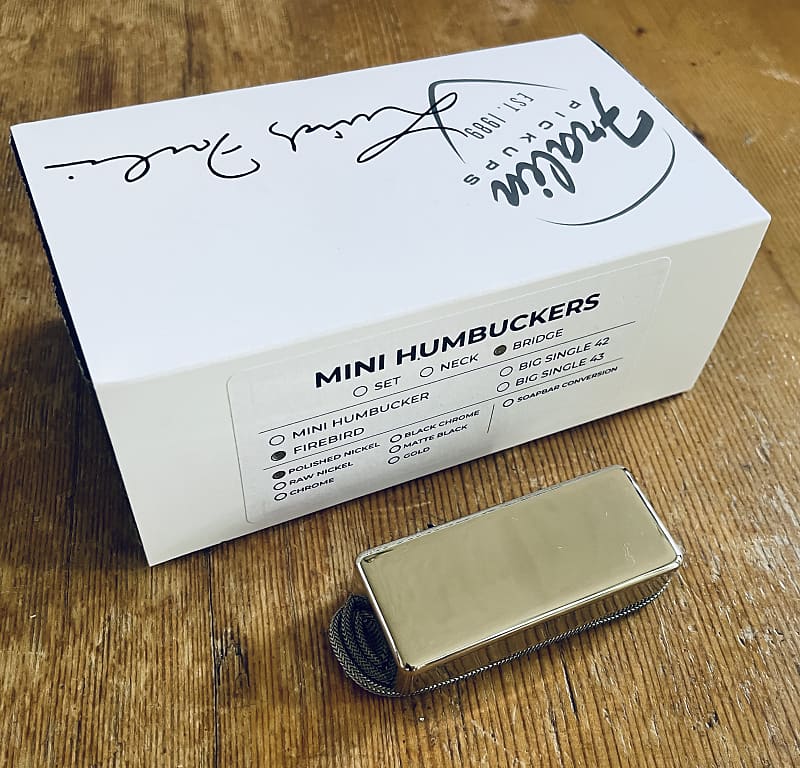 Fralin
PICKUPS
EST. 1989
MINI HUMBUCKERS
SET NECK BRIDGE
MINI HUMBUCKER
FIREBIRD
BIG SINGLE 42
BIG SINGLE 43
POLISHED NICKEL
RAW NICKEL
CHROME
BLACK CHROME
MATTE BLACK
GOLD
SOAPBAR CONVERSION